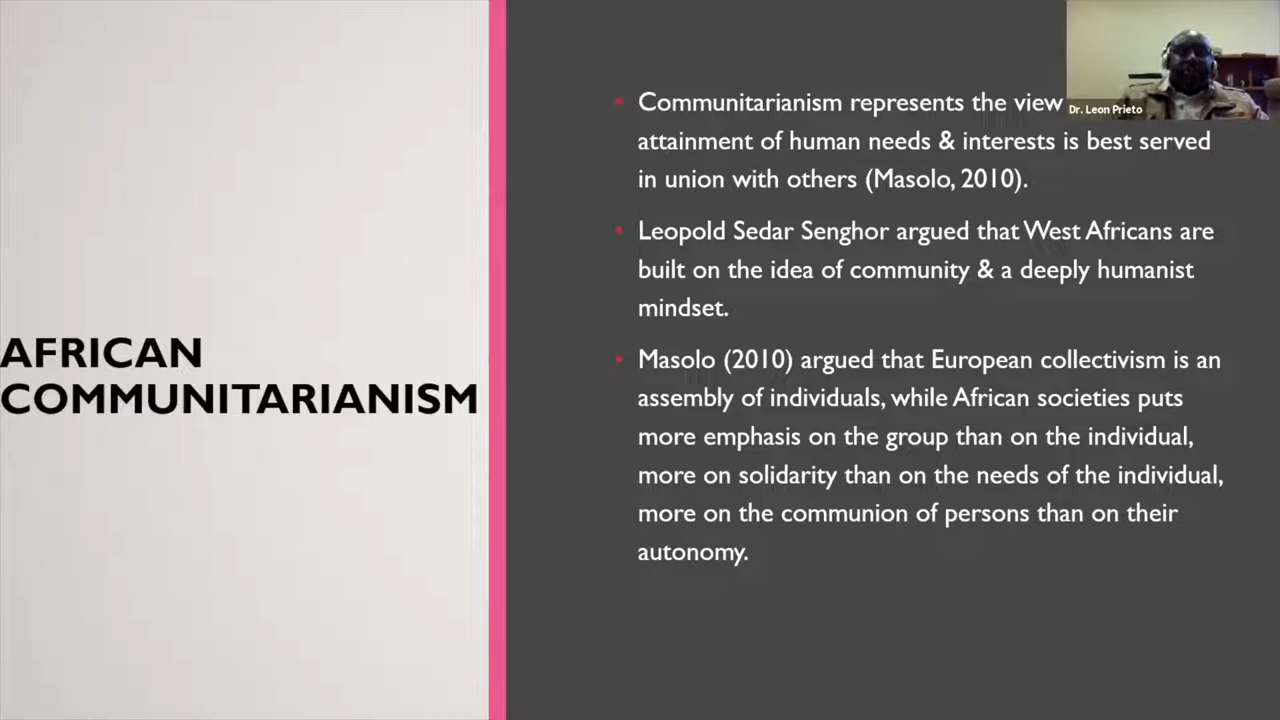 AFRICAN
COMMUNITARIANISM
• Communitarianism represents the view
attainment of human needs & interests is best served
in union with others (Masolo, 2010).
• Leopold Sedar Senghor argued that West Africans are
built on the idea of community & a deeply humanist
mindset.
• Masolo (2010) argued that European collectivism is an
assembly of individuals, while African societies puts
more emphasis on the group than on the individual,
more on solidarity than on the needs of the individual,
more on the communion of persons than on their
autonomy.
Dr. Leon Prieto